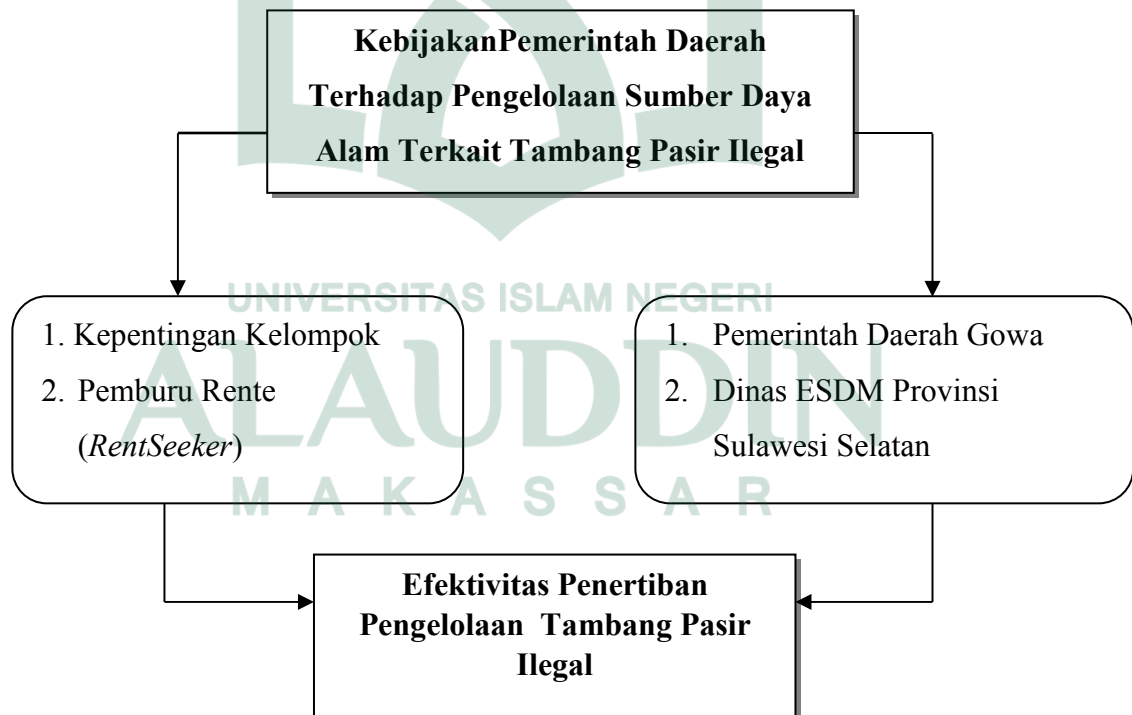 KebijakanPemerintah Daerah
Terhadap Pengelolaan Sumber Daya
Alam Terkait Tambang Pasir Ilegal
UNIVERSITAS ISLAM NEGERI
ALAUDDIN
MAKASSAR
1. Kepentingan Kelompok
2. Pemburu Rente
(RentSeeker)
1. Pemerintah Daerah Gowa
2. Dinas ESDM Provinsi
Sulawesi Selatan
Efektivitas Penertiban
Pengelolaan Tambang Pasir
Ilegal